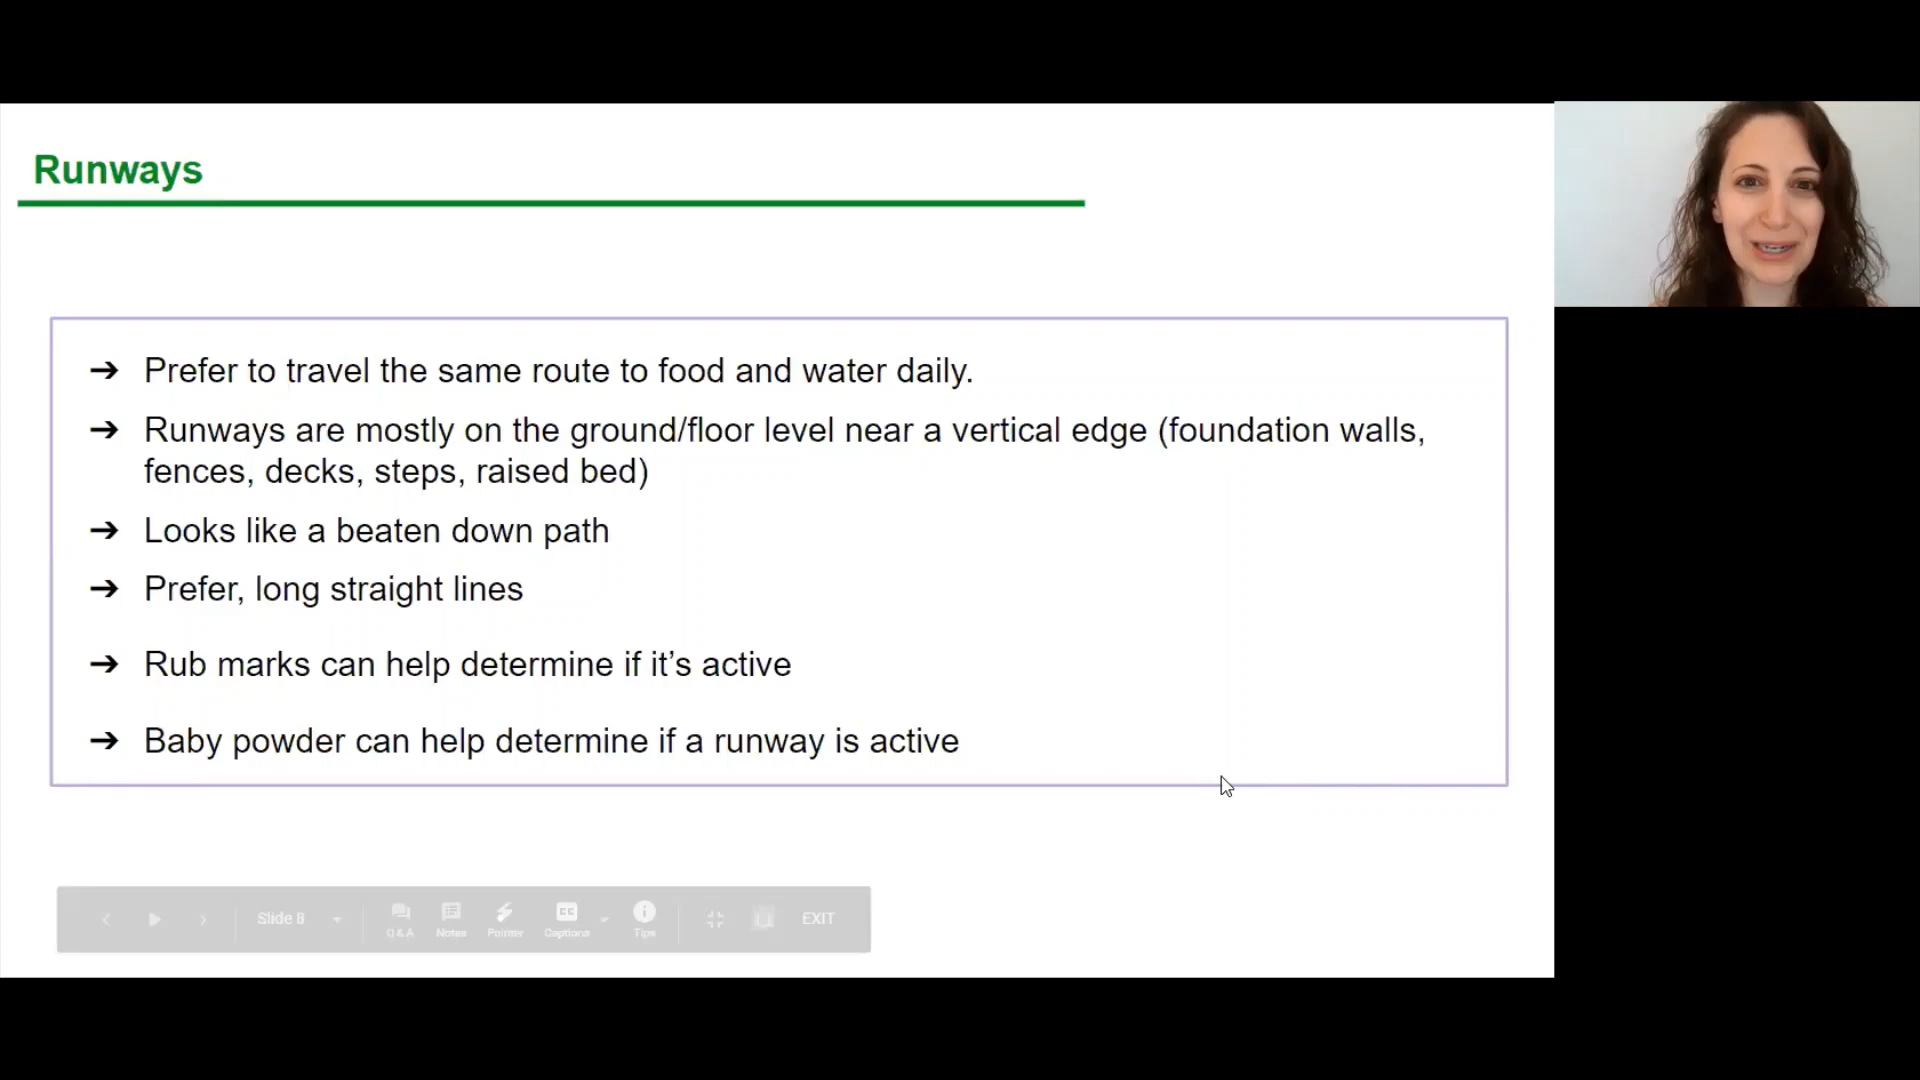 Runways
➔ Prefer to travel the same route to food and water daily.
➔ Runways are mostly on the ground/floor level near a vertical edge (foundation walls,
fences, decks, steps, raised bed)
➔ Looks like a beaten down path
➔ Prefer, long straight lines
➔ Rub marks can help determine if it’s active
➔ Baby powder can help determine if a runway is active
Slide 8 Q & A Notes Pointer Captions Tips EXIT